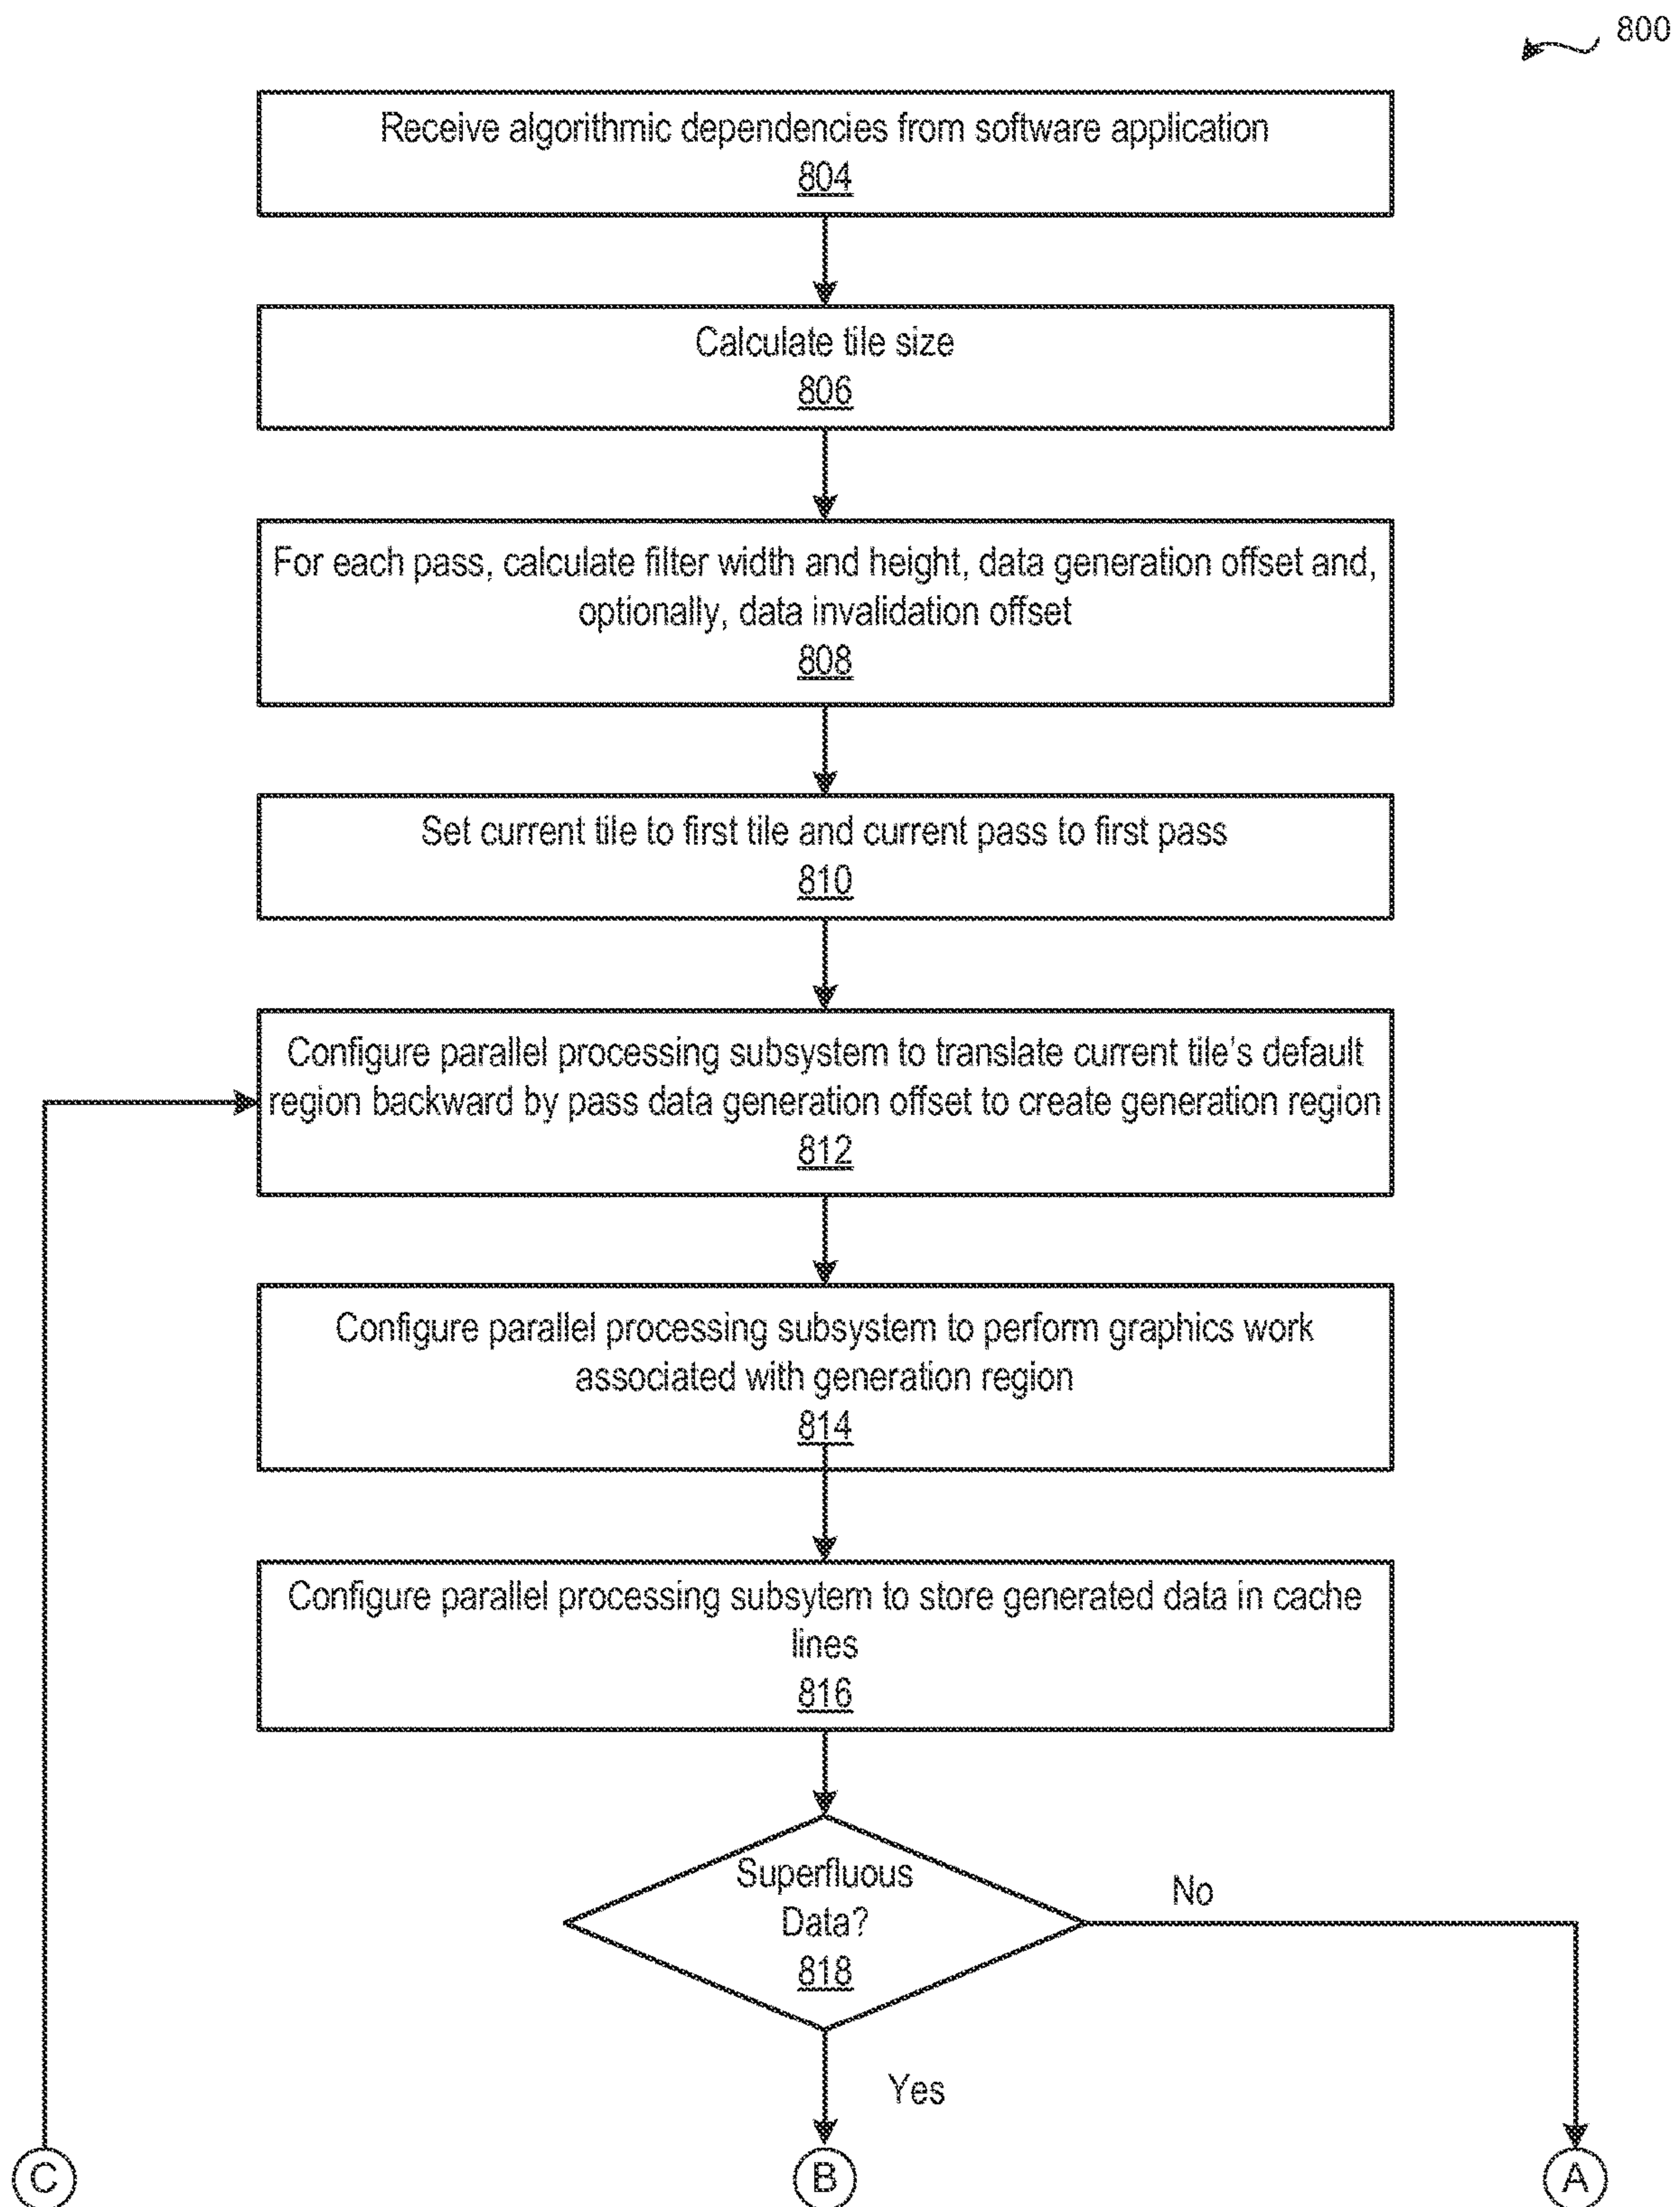 800
Receive algorithmic dependencies from software application
804
Calculate tile size
806
For each pass, calculate filter width and height, data generation offset and,
optionally, data invalidation offset
808
Set current tile to first tile and current pass to first pass
810
Configure parallel processing subsystem to translate current tile's default
region backward by pass data generation offset to create generation region
812
Configure parallel processing subsystem to perform graphics work
associated with generation region
814
Configure parallel processing subsytem to store generated data in cache
lines
816
Superfluous
Data?
818
No
Yes
C
B
A